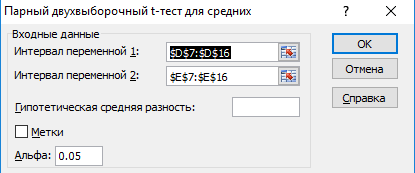 Парный двухвыборочный t-тест для средних
Входные данные
Интервал переменной 1:
$D$7:$D$16
OK
Интервал переменной 2:
$E$7:$E$16
Отмена
Гипотетическая средняя разность:
Справка
Метки
Альфа:
0.05